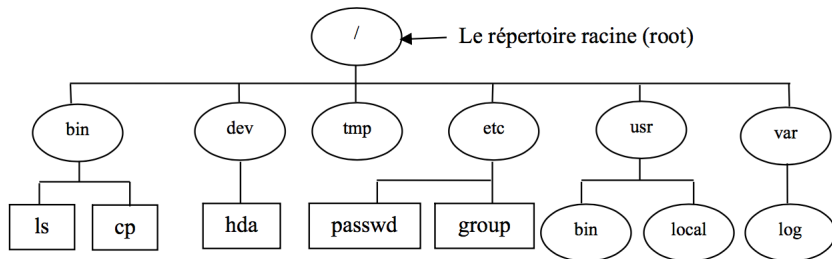 /
Le répertoire racine (root)
bin
dev
tmp
etc
usr
var
ls
cp
hda
passwd
group
bin
local
log